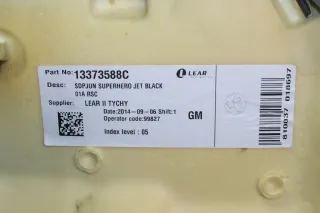 Part No: 13373588C
LEAR
Desc: SDPJUN SUPERHERO JET BLACK
01A RSC
Supplier: LEAR II TYCHY
Date:2014-09-06 Shift:1
Operator code:99827
GM
Index level : 05
810037 018697